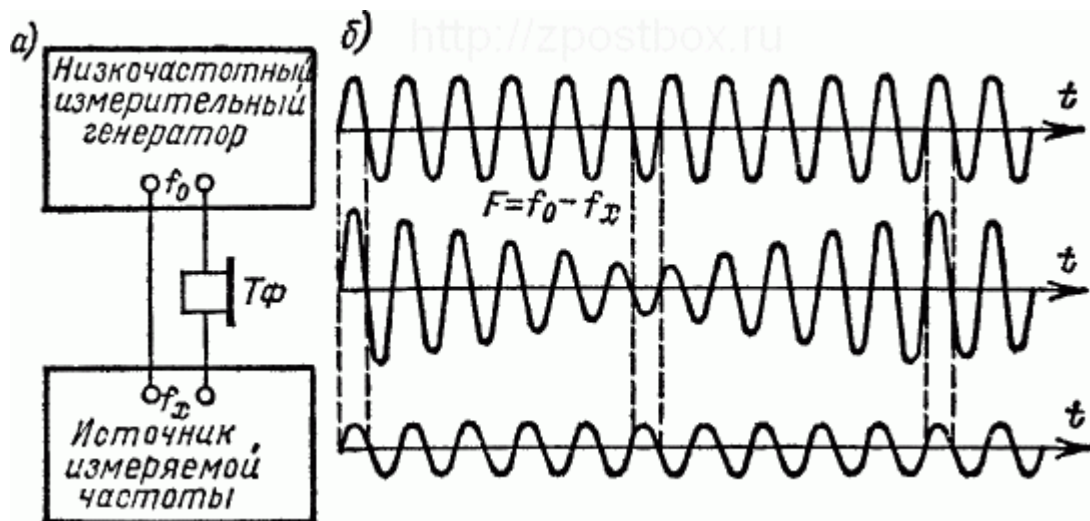 http://zpostbox.ru
а)
Низкочастотный
измерительный
генератор
f₀
Тф
fₓ
Источник
измеряемой
частоты
б)
t
F=f₀-fₓ
t
t